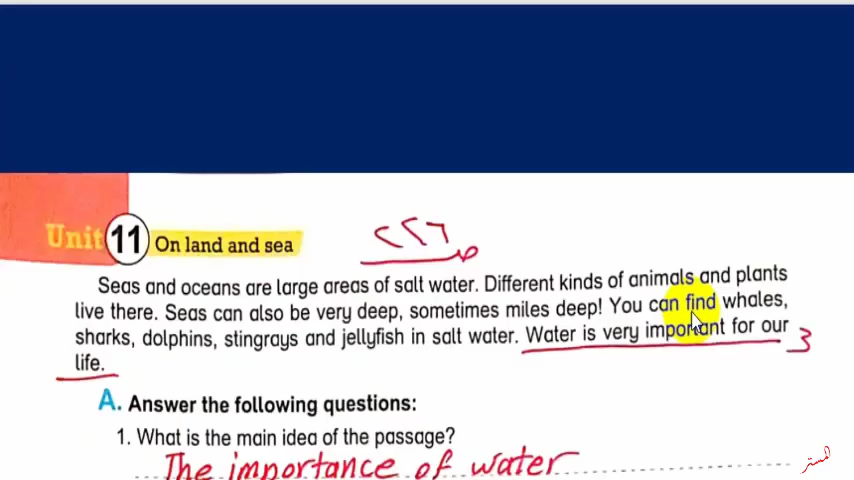 Unit 11 On land and sea
٢٢٦ ص
Seas and oceans are large areas of salt water. Different kinds of animals and plants
live there. Seas can also be very deep, sometimes miles deep! You can find whales,
sharks, dolphins, stingrays and jellyfish in salt water. Water is very important for our
life.
3
A. Answer the following questions:
1. What is the main idea of the passage?
The importance of water
المستر